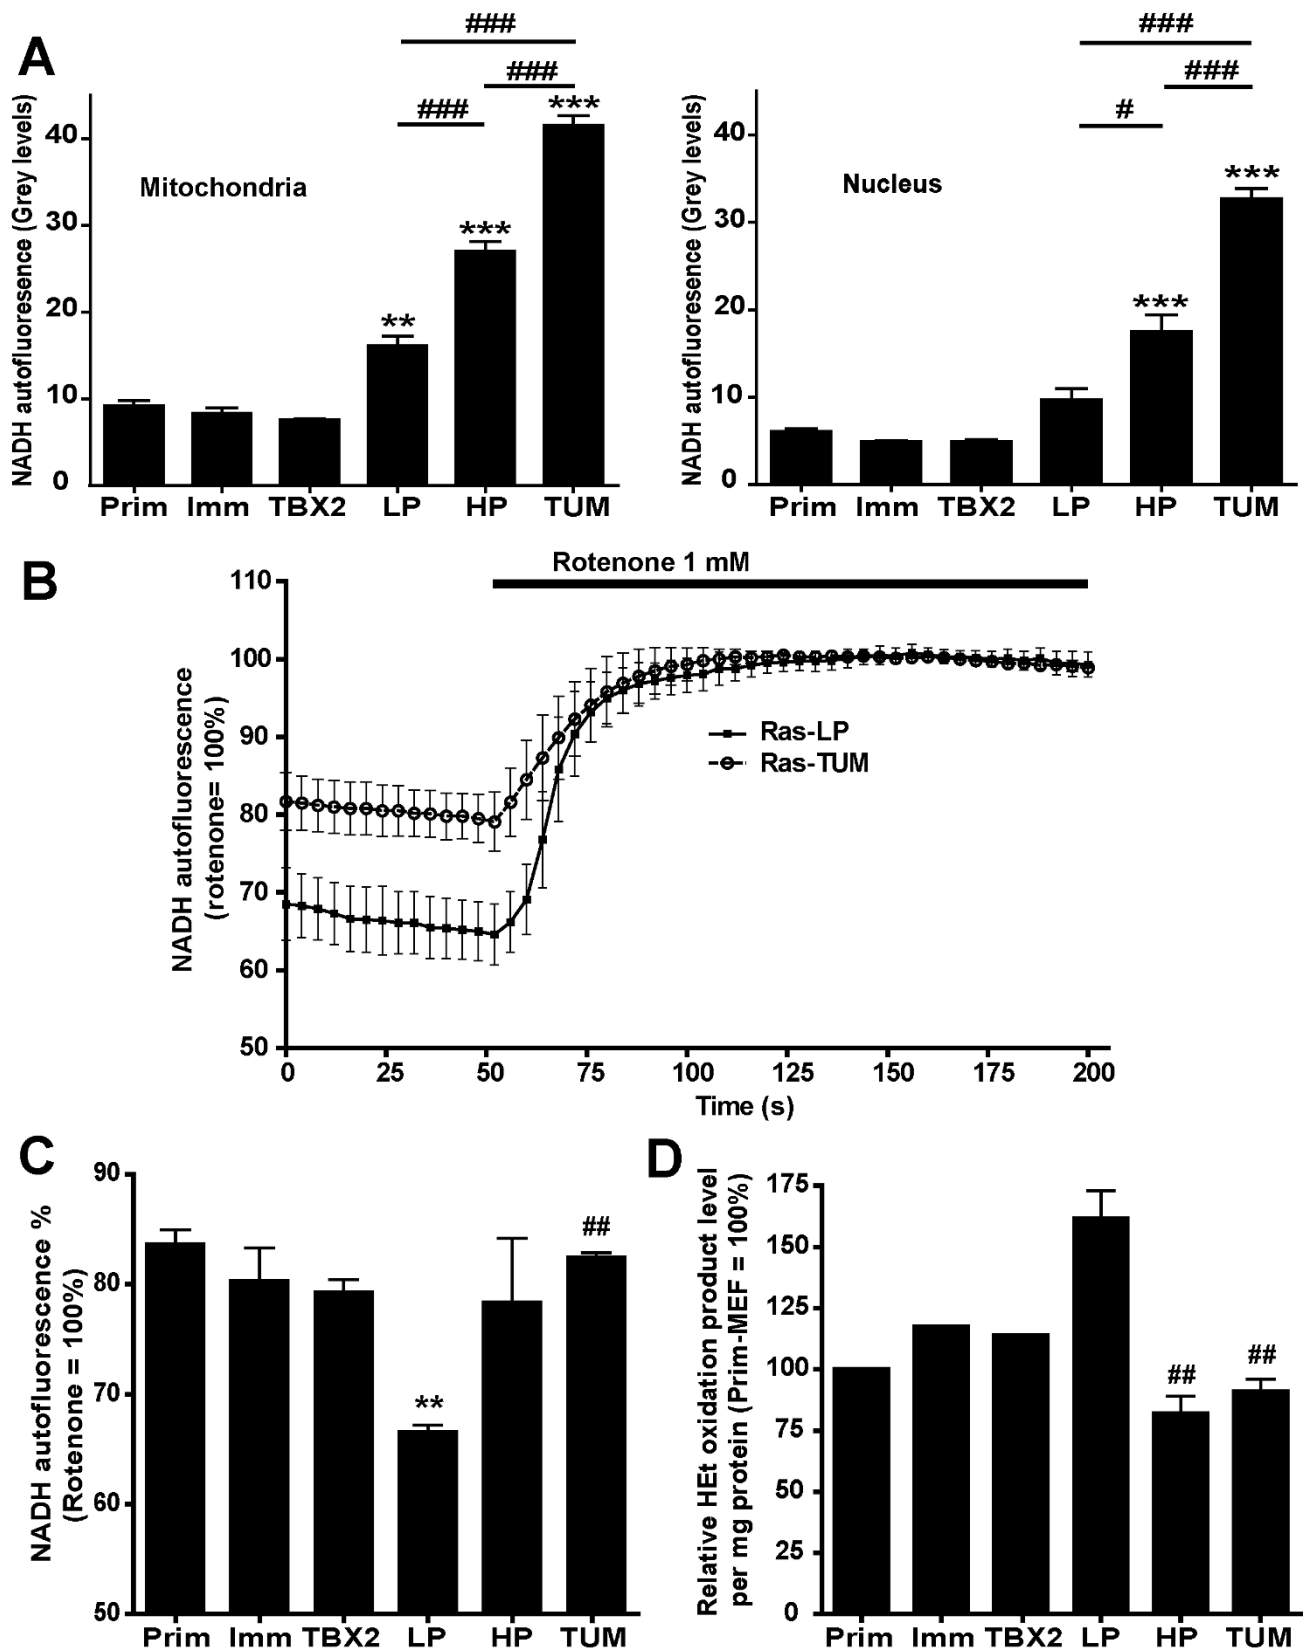 A
###
###
###
***
***
**
Mitochondria
NADH autofluoresence (Grey levels)
40
30
20
10
0
Prim Imm TBX2 LP HP TUM
###
###
#
***
***
Nucleus
NADH autofluoresence (Grey levels)
40
30
20
10
0
Prim Imm TBX2 LP HP TUM
B
Rotenone 1 mM
NADH autofluorescence
(rotenone= 100%)
110
100
90
80
70
60
50
Ras-LP
Ras-TUM
0 25 50 75 100 125 150 175 200
Time (s)
C
NADH autofluorescence %
(Rotenone = 100%)
90
80
70
60
50
**
##
Prim Imm TBX2 LP HP TUM
D
Relative HEt oxidation product level
per mg protein (Prim-MEF = 100%)
175
150
125
100
75
50
25
0
##
##
Prim Imm TBX2 LP HP TUM